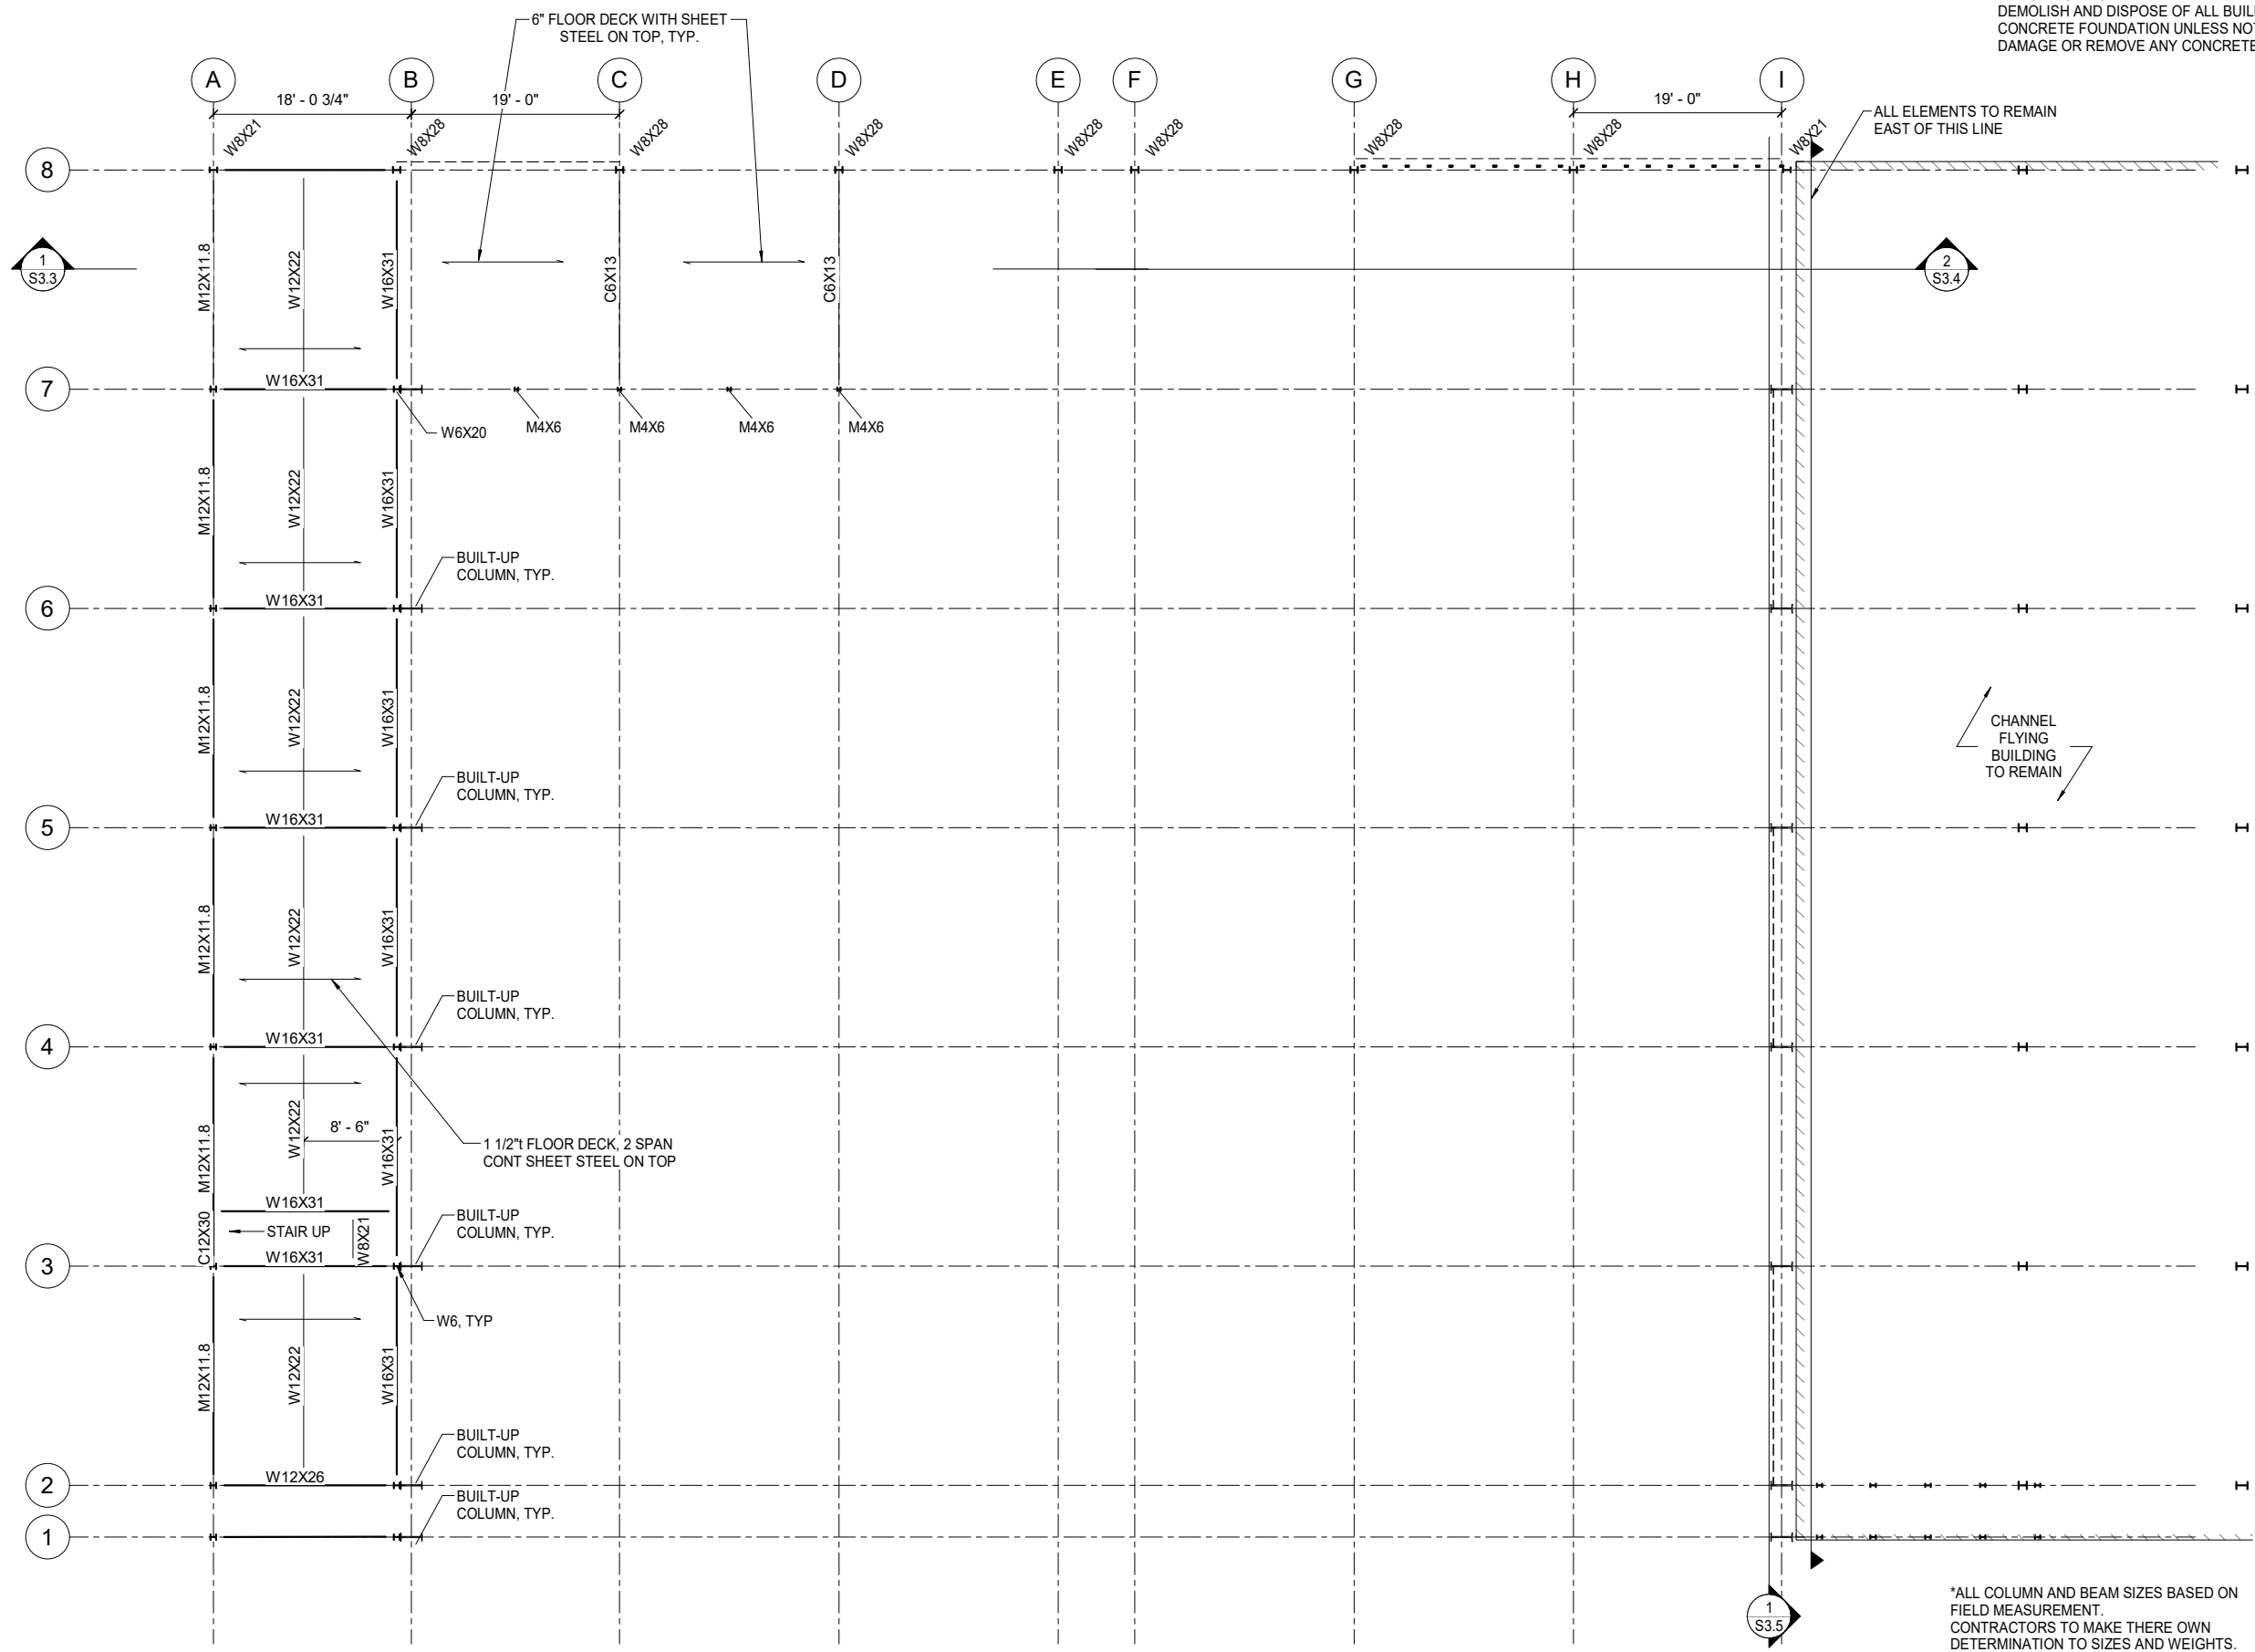 DEMOLISH AND DISPOSE OF ALL
CONCRETE FOUNDATION UNLESS
DAMAGE OR REMOVE ANY CONCRETE
6" FLOOR DECK WITH SHEET
STEEL ON TOP, TYP.
A
B
C
D
E
F
G
H
I
18' - 0 3/4"
19' - 0"
19' - 0"
ALL ELEMENTS TO REMAIN
EAST OF THIS LINE
W8X21
W8X28
W8X28
W8X28
W8X28
W8X28
W8X28
W8X28
W8X21
8
1
S3.3
M12X11.8
W12X22
W16X31
C6X13
C6X13
2
S3.4
7
W16X31
W6X20
M4X6
M4X6
M4X6
M4X6
M12X11.8
W12X22
W16X31
BUILT-UP
COLUMN, TYP.
6
W16X31
M12X11.8
W12X22
W16X31
CHANNEL
FLYING
BUILDING
TO REMAIN
BUILT-UP
COLUMN, TYP.
5
W16X31
M12X11.8
W12X22
W16X31
BUILT-UP
COLUMN, TYP.
4
W16X31
M12X11.8
W12X22
8' - 6"
W16X31
1 1/2"t FLOOR DECK, 2 SPAN
CONT SHEET STEEL ON TOP
W16X31
C12X30
STAIR UP
W8X21
BUILT-UP
COLUMN, TYP.
3
W16X31
W6, TYP
M12X11.8
W12X22
W16X31
BUILT-UP
COLUMN, TYP.
2
W12X26
BUILT-UP
COLUMN, TYP.
1
1
S3.5
*ALL COLUMN AND BEAM SIZES BASED ON
FIELD MEASUREMENT.
CONTRACTORS TO MAKE THERE OWN
DETERMINATION TO SIZES AND WEIGHTS.